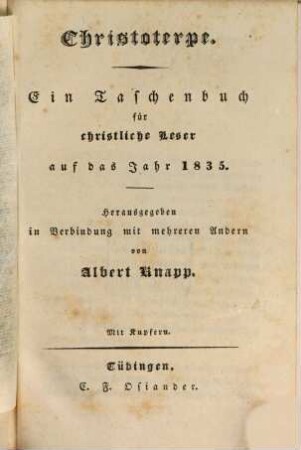 Christoterpe.
Ein Taschenbuch
für
christliche Leser
auf das Jahr 1835.
Herausgegeben
in Verbindung mit mehreren Andern
von
Albert Knapp.
Mit Kupfern.
Tübingen,
C. F. Osiander.